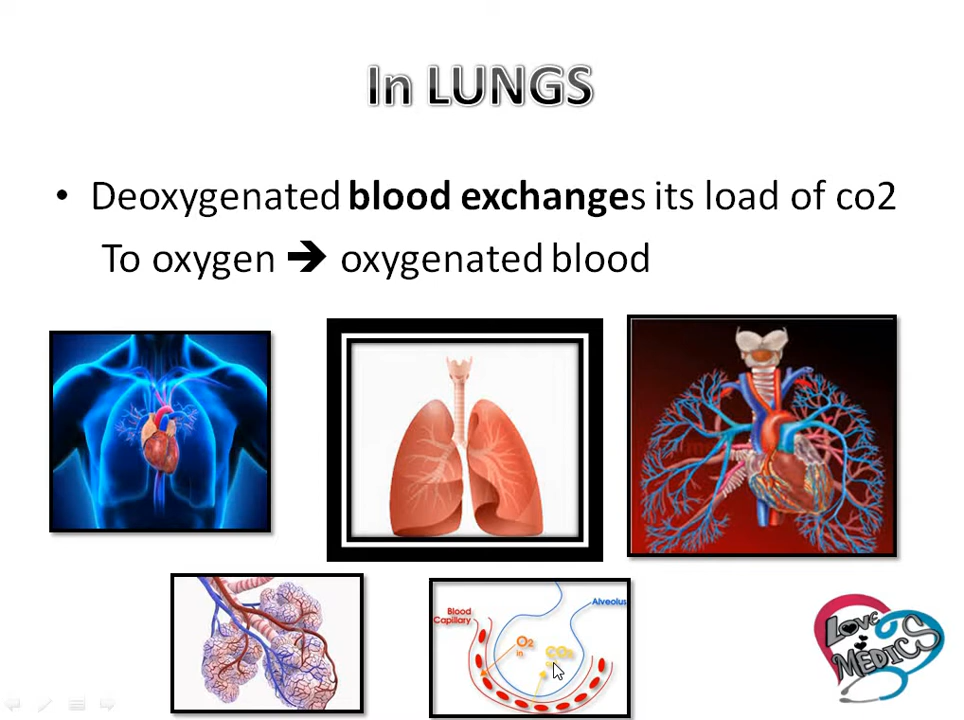 In LUNGS
• Deoxygenated blood exchanges its load of co2
To oxygen ➔ oxygenated blood
Blood
Capillary
Alveolus
O2
in
CO2
LOVE
MEDICS